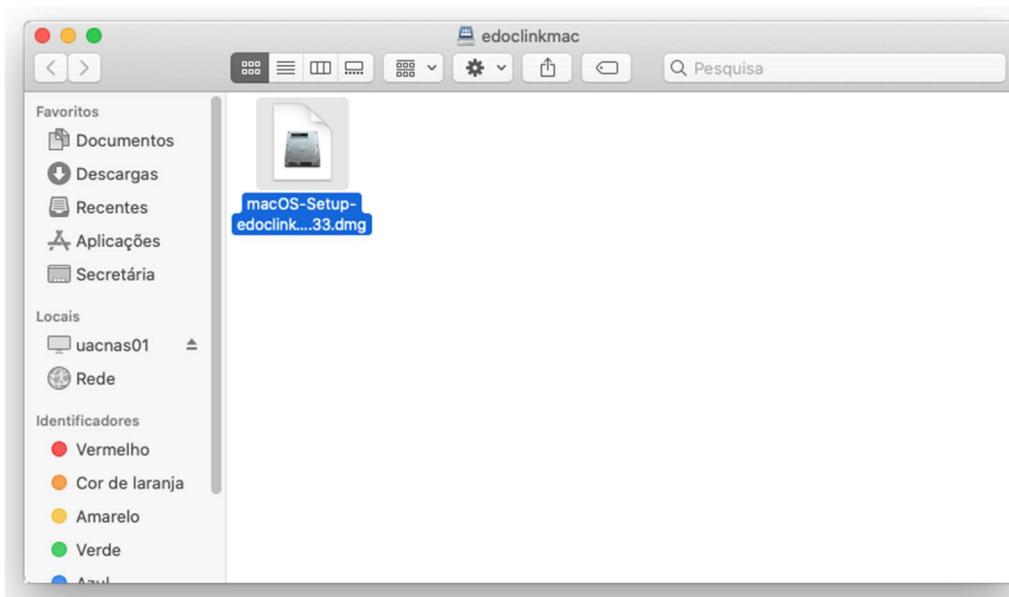 edoclinkmac
Pesquisa
Favoritos
Documentos
Descargas
Recentes
Aplicações
Secretária
Locais
uacnas01
Rede
Identificadores
Vermelho
Cor de laranja
Amarelo
Verde
Azul
macOS-Setup-
edoclink....33.dmg